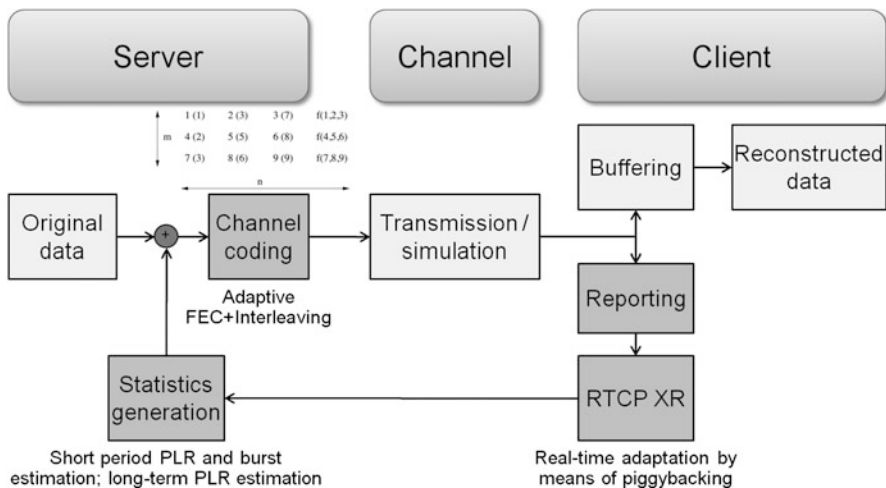 Server
Channel
Client
1 (1) 2 (3) 3 (7) f(1,2,3)
m 4 (2) 5 (5) 6 (8) f(4,5,6)
7 (3) 8 (6) 9 (9) f(7,8,9)
n
Original
data
+
Channel
coding
Adaptive
FEC+Interleaving
Transmission /
simulation
Buffering
Reconstructed
data
Reporting
RTCP XR
Real-time adaptation by
means of piggybacking
Statistics
generation
Short period PLR and burst
estimation; long-term PLR estimation